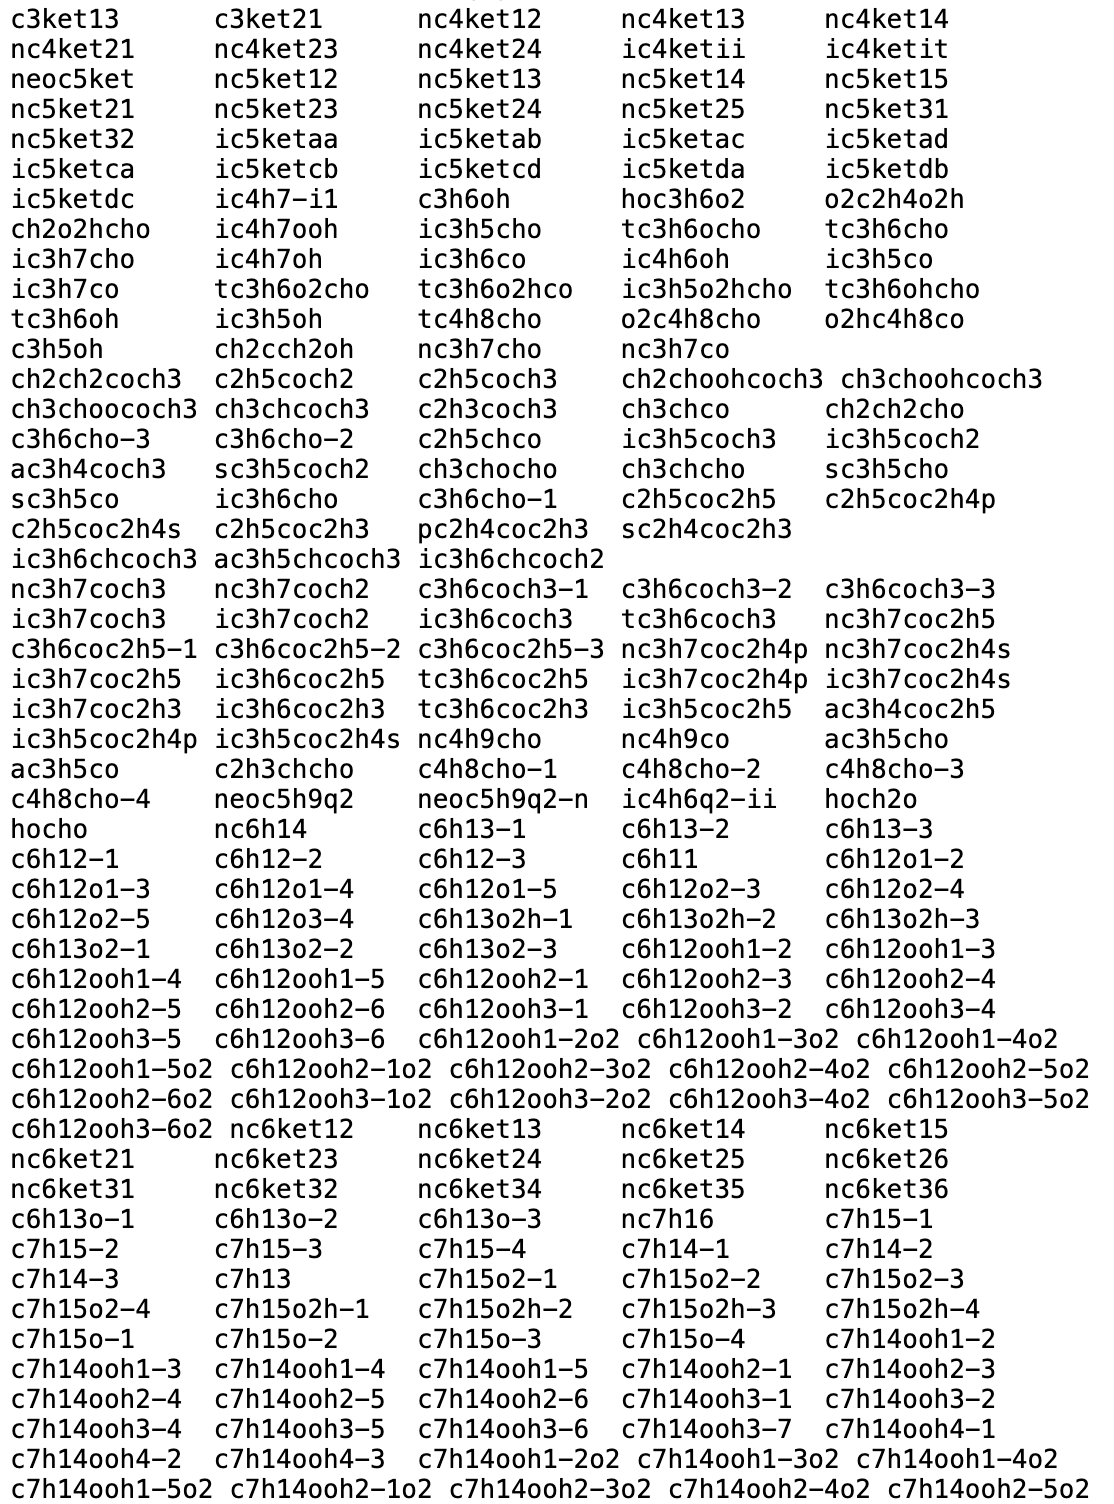 c3ket13 c3ket21 nc4ket12 nc4ket13 nc4ket14
nc4ket21 nc4ket23 nc4ket24 ic4ketii ic4ketit
neoc5ket nc5ket12 nc5ket13 nc5ket14 nc5ket15
nc5ket21 nc5ket23 nc5ket24 nc5ket25 nc5ket31
nc5ket32 ic5ketaa ic5ketab ic5ketac ic5ketad
ic5ketca ic5ketcb ic5ketcd ic5ketda ic5ketdb
ic5ketdc ic4h7-i1 c3h6oh hoc3h6o2 o2c2h4o2h
ch2o2hcho ic4h7ooh ic3h5cho tc3h6ocho tc3h6cho
ic3h7cho ic4h7oh ic3h6co ic4h6oh ic3h5co
ic3h7co tc3h6o2cho tc3h6o2hco ic3h5o2hcho tc3h6ohcho
tc3h6oh ic3h5oh tc4h8cho o2c4h8cho o2hc4h8co
c3h5oh ch2cch2oh nc3h7cho nc3h7co
ch2ch2coch3 c2h5coch2 c2h5coch3 ch2choohcoch3 ch3choohcoch3
ch3choococh3 ch3chcoch3 c2h3coch3 ch3chco ch2ch2cho
c3h6cho-3 c3h6cho-2 c2h5chco ic3h5coch3 ic3h5coch2
ac3h4coch3 sc3h5coch2 ch3chocho ch3chcho sc3h5cho
sc3h5co ic3h6cho c3h6cho-1 c2h5coc2h5 c2h5coc2h4p
c2h5coc2h4s c2h5coc2h3 pc2h4coc2h3 sc2h4coc2h3
ic3h6chcoch3 ac3h5chcoch3 ic3h6chcoch2
nc3h7coch3 nc3h7coch2 c3h6coch3-1 c3h6coch3-2 c3h6coch3-3
ic3h7coch3 ic3h7coch2 ic3h6coch3 tc3h6coch3 nc3h7coc2h5
c3h6coc2h5-1 c3h6coc2h5-2 c3h6coc2h5-3 nc3h7coc2h4p nc3h7coc2h4s
ic3h7coc2h5 ic3h6coc2h5 tc3h6coc2h5 ic3h7coc2h4p ic3h7coc2h4s
ic3h7coc2h3 ic3h6coc2h3 tc3h6coc2h3 ic3h5coc2h5 ac3h4coc2h5
ic3h5coc2h4p ic3h5coc2h4s nc4h9cho nc4h9co ac3h5cho
ac3h5co c2h3chcho c4h8cho-1 c4h8cho-2 c4h8cho-3
c4h8cho-4 neoc5h9q2 neoc5h9q2-n ic4h6q2-ii hoch2o
hocho nc6h14 c6h13-1 c6h13-2 c6h13-3
c6h12-1 c6h12-2 c6h12-3 c6h11 c6h12o1-2
c6h12o1-3 c6h12o1-4 c6h12o1-5 c6h12o2-3 c6h12o2-4
c6h12o2-5 c6h12o3-4 c6h13o2h-1 c6h13o2h-2 c6h13o2h-3
c6h13o2-1 c6h13o2-2 c6h13o2-3 c6h12ooh1-2 c6h12ooh1-3
c6h12ooh1-4 c6h12ooh1-5 c6h12ooh2-1 c6h12ooh2-3 c6h12ooh2-4
c6h12ooh2-5 c6h12ooh2-6 c6h12ooh3-1 c6h12ooh3-2 c6h12ooh3-4
c6h12ooh3-5 c6h12ooh3-6 c6h12ooh1-2o2 c6h12ooh1-3o2 c6h12ooh1-4o2
c6h12ooh1-5o2 c6h12ooh2-1o2 c6h12ooh2-3o2 c6h12ooh2-4o2 c6h12ooh2-5o2
c6h12ooh2-6o2 c6h12ooh3-1o2 c6h12ooh3-2o2 c6h12ooh3-4o2 c6h12ooh3-5o2
c6h12ooh3-6o2 nc6ket12 nc6ket13 nc6ket14 nc6ket15
nc6ket21 nc6ket23 nc6ket24 nc6ket25 nc6ket26
nc6ket31 nc6ket32 nc6ket34 nc6ket35 nc6ket36
c6h13o-1 c6h13o-2 c6h13o-3 nc7h16 c7h15-1
c7h15-2 c7h15-3 c7h15-4 c7h14-1 c7h14-2
c7h14-3 c7h13 c7h15o2-1 c7h15o2-2 c7h15o2-3
c7h15o2-4 c7h15o2h-1 c7h15o2h-2 c7h15o2h-3 c7h15o2h-4
c7h15o-1 c7h15o-2 c7h15o-3 c7h15o-4 c7h14ooh1-2
c7h14ooh1-3 c7h14ooh1-4 c7h14ooh1-5 c7h14ooh2-1 c7h14ooh2-3
c7h14ooh2-4 c7h14ooh2-5 c7h14ooh2-6 c7h14ooh3-1 c7h14ooh3-2
c7h14ooh3-4 c7h14ooh3-5 c7h14ooh3-6 c7h14ooh3-7 c7h14ooh4-1
c7h14ooh4-2 c7h14ooh4-3 c7h14ooh1-2o2 c7h14ooh1-3o2 c7h14ooh1-4o2
c7h14ooh1-5o2 c7h14ooh2-1o2 c7h14ooh2-3o2 c7h14ooh2-4o2 c7h14ooh2-5o2